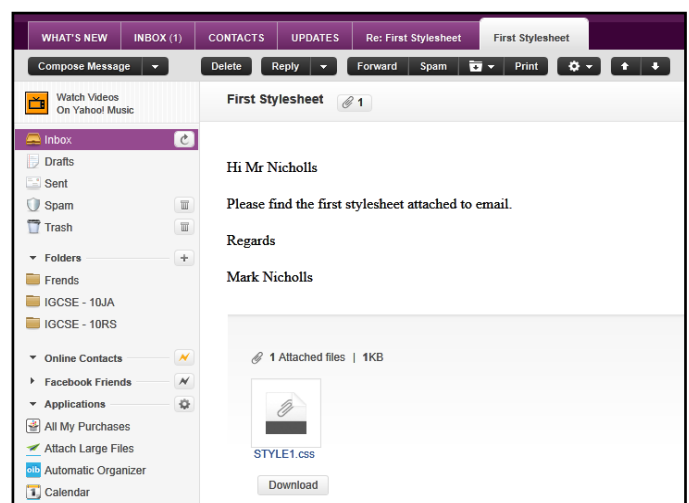 WHAT'S NEW INBOX (1) CONTACTS UPDATES Re: First Stylesheet First Stylesheet
Compose Message Delete Reply Forward Spam Print
Watch Videos
On Yahoo! Music
First Stylesheet 1
Inbox
Drafts
Sent
Spam
Trash
Folders
Frends
IGCSE - 10JA
IGCSE - 10RS
Online Contacts
Facebook Friends
Applications
All My Purchases
Attach Large Files
oib Automatic Organizer
1 Calendar
Hi Mr Nicholls
Please find the first stylesheet attached to email.
Regards
Mark Nicholls
1 Attached files | 1KB
STYLE1.css
Download